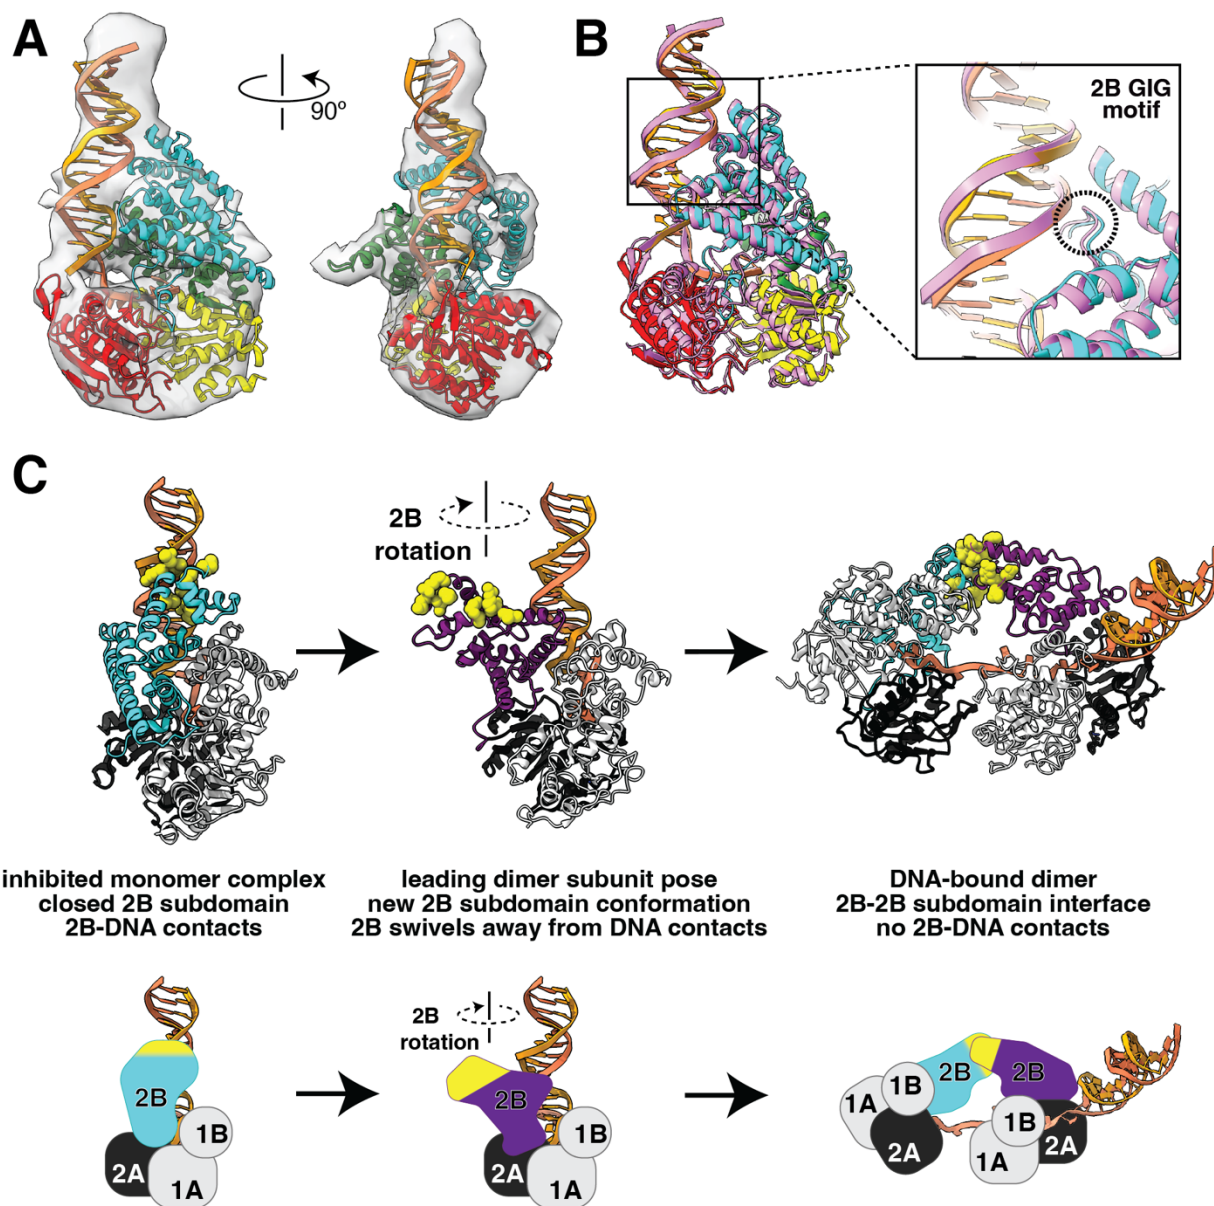 A
90º
B
2B GIG
motif
C
2B
rotation
inhibited monomer complex
closed 2B subdomain
2B-DNA contacts
leading dimer subunit pose
new 2B subdomain conformation
2B swivels away from DNA contacts
DNA-bound dimer
2B-2B subdomain interface
no 2B-DNA contacts
2B
1B
2A
1A
2B
rotation
2B
1B
2A
1A
1B
2B
2B
1A
1B
2A
1A
2A